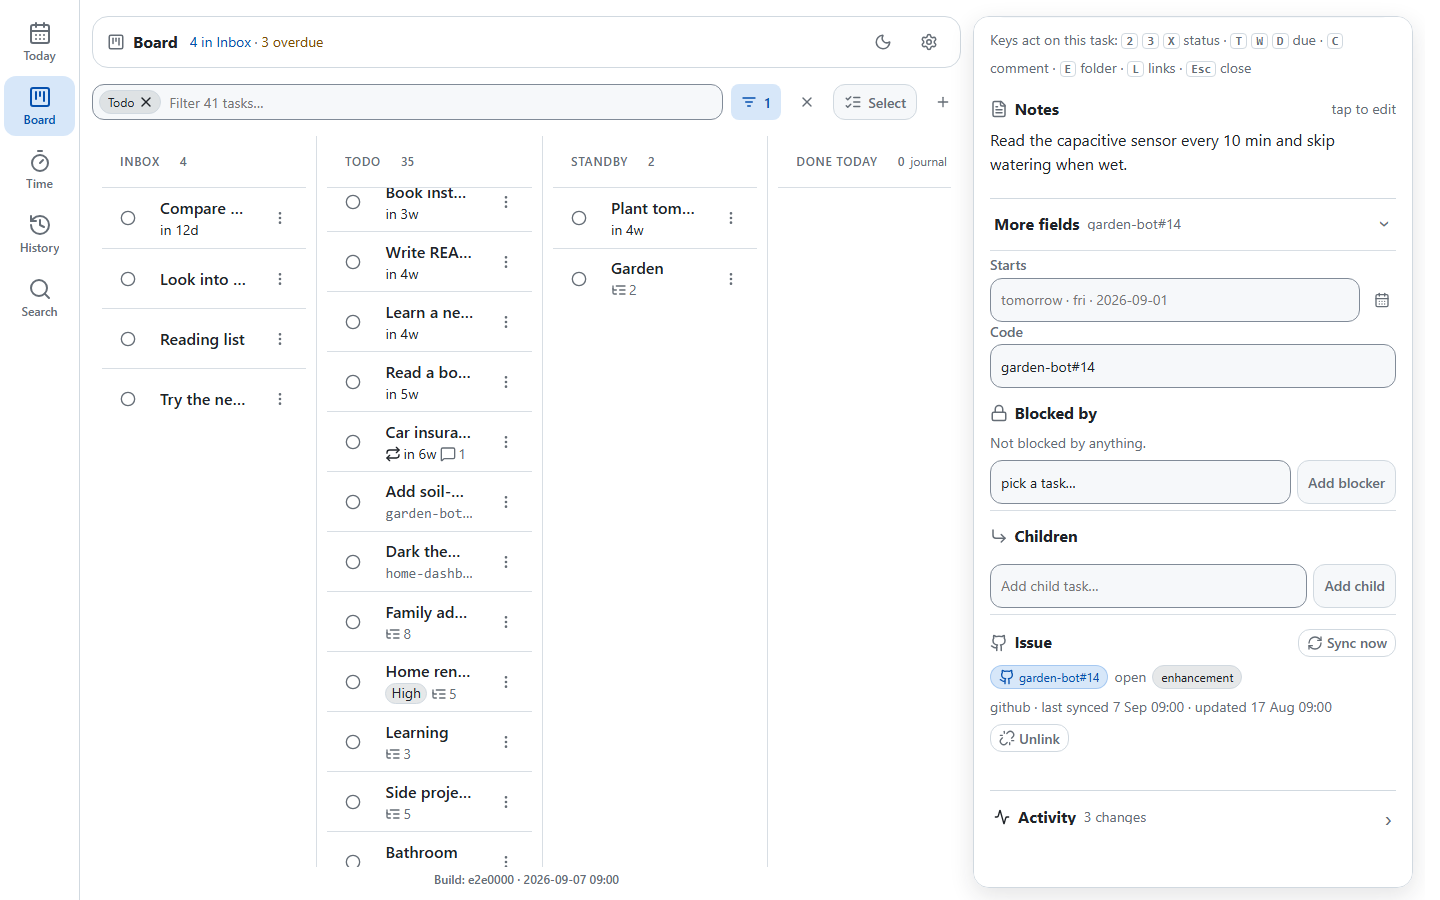 Today
Board
Time
History
Search
Board 4 in Inbox · 3 overdue
Todo Filter 41 tasks...
1
Select
INBOX 4
Compare ...
in 12d
Look into ...
Reading list
Try the ne...
TODO 35
Book inst...
in 3w
Write REA...
in 4w
Learn a ne...
in 4w
Read a bo...
in 5w
Car insura...
in 6w 1
Add soil-...
garden-bot...
Dark the...
home-dashb...
Family ad...
8
Home ren...
High 5
Learning
3
Side proje...
5
Bathroom
STANDBY 2
Plant tom...
in 4w
Garden
2
DONE TODAY 0 journal
Build: e2e0000 · 2026-09-07 09:00
Keys act on this task: 2 3 X status · T W D due · C
comment · E folder · L links · Esc close
Notes tap to edit
Read the capacitive sensor every 10 min and skip
watering when wet.
More fields garden-bot#14
Starts
tomorrow · fri · 2026-09-01
Code
garden-bot#14
Blocked by
Not blocked by anything.
pick a task... Add blocker
Children
Add child task... Add child
Issue Sync now
garden-bot#14 open enhancement
github · last synced 7 Sep 09:00 · updated 17 Aug 09:00
Unlink
Activity 3 changes